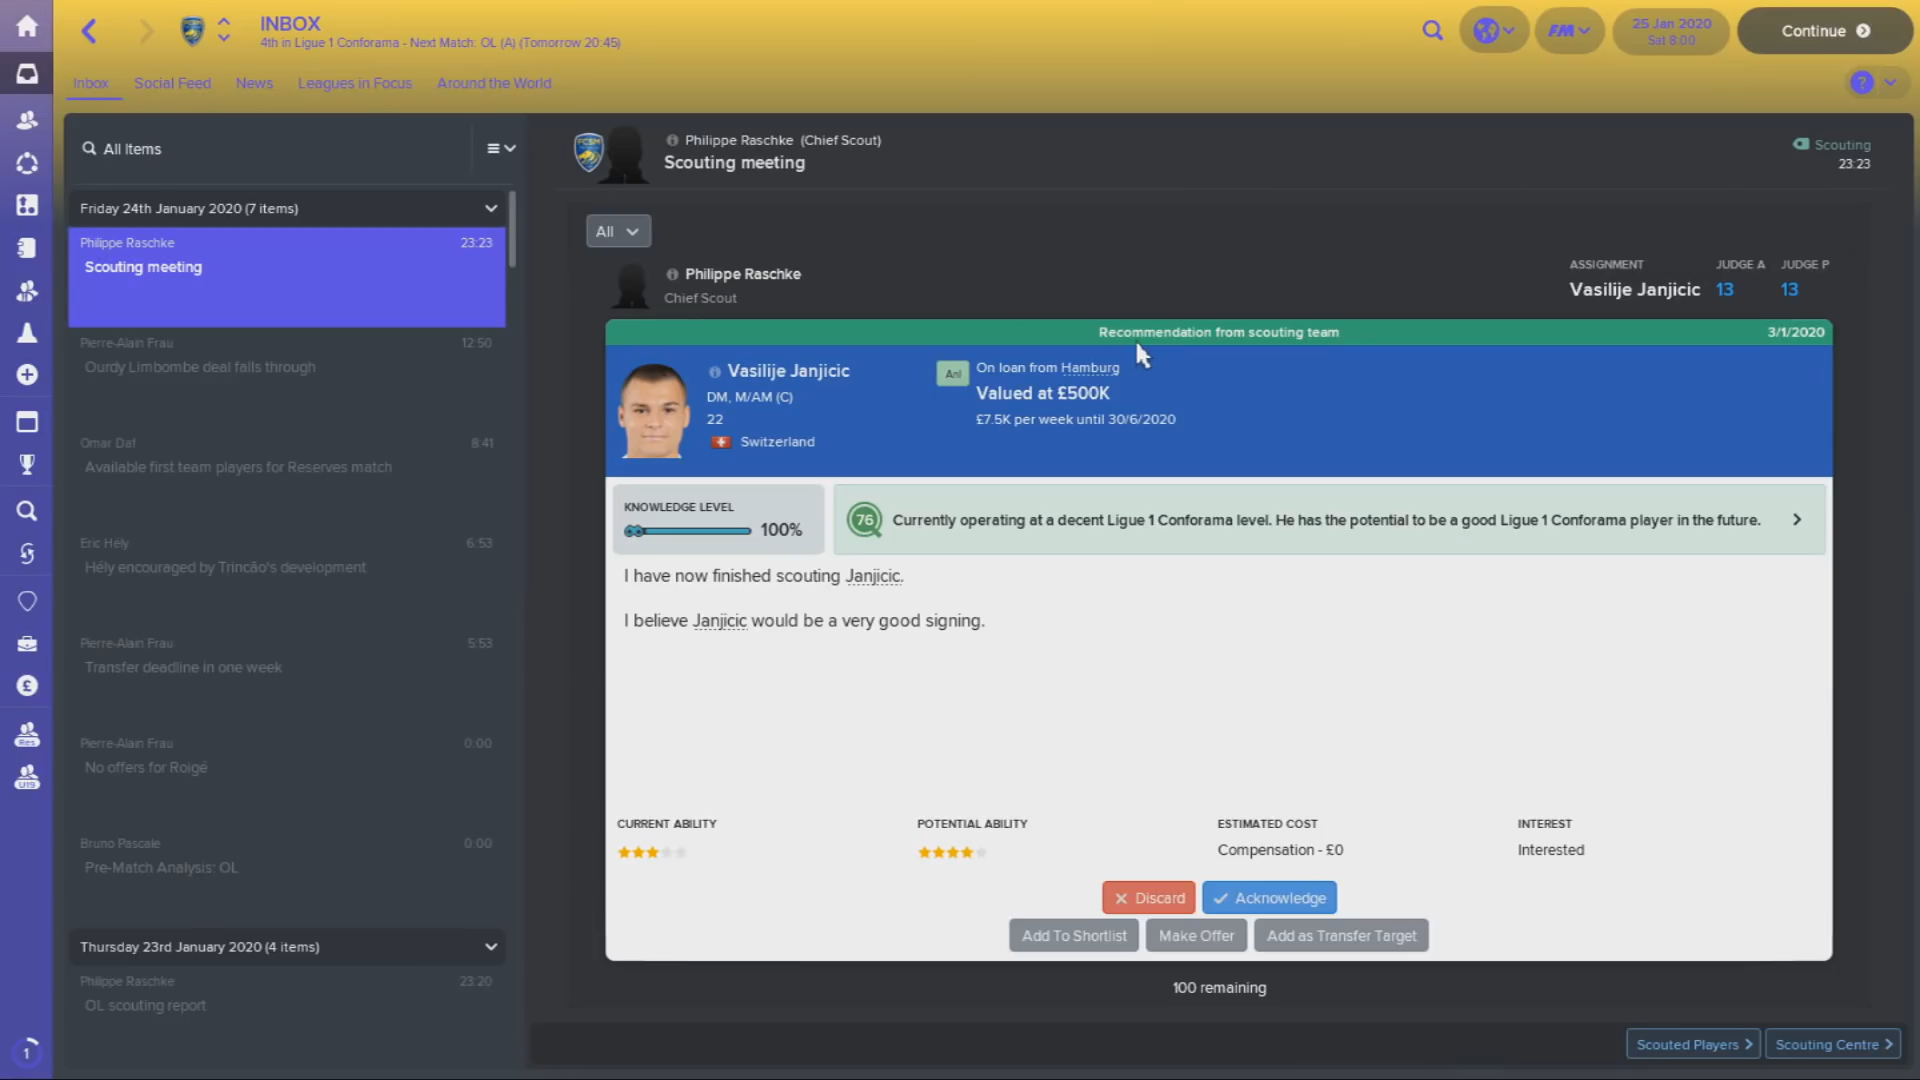 INBOX
4th in Ligue 1 Conforama - Next Match: OL (A) (Tomorrow 20:45)
FM
25 Jan 2020
Sat 8:00
Continue
Inbox
Social Feed
News
Leagues in Focus
Around the World
?
All Items
Friday 24th January 2020 (7 items)
Philippe Raschke 23:23
Scouting meeting
Pierre-Alain Frau 12:50
Ourdy Limbombe deal falls through
Omar Daf 8:41
Available first team players for Reserves match
Eric Hély 6:53
Hély encouraged by Trincão's development
Pierre-Alain Frau 5:53
Transfer deadline in one week
Pierre-Alain Frau 0:00
No offers for Roigé
Bruno Pascale 0:00
Pre-Match Analysis: OL
Thursday 23rd January 2020 (4 items)
Philippe Raschke 23:20
OL scouting report
Res
U19
1
FCSM
Philippe Raschke (Chief Scout)
Scouting meeting
Scouting
23:23
All
Philippe Raschke
Chief Scout
ASSIGNMENT JUDGE A JUDGE P
Vasilije Janjicic 13 13
Recommendation from scouting team 3/1/2020
Vasilije Janjicic
DM, M/AM (C)
22
Switzerland
Anl
On loan from Hamburg
Valued at £500K
£7.5K per week until 30/6/2020
KNOWLEDGE LEVEL
100%
76 Currently operating at a decent Ligue 1 Conforama level. He has the potential to be a good Ligue 1 Conforama player in the future.
I have now finished scouting Janjicic.
I believe Janjicic would be a very good signing.
CURRENT ABILITY POTENTIAL ABILITY ESTIMATED COST INTEREST
Compensation - £0 Interested
Discard Acknowledge
Add To Shortlist Make Offer Add as Transfer Target
100 remaining
Scouted Players Scouting Centre